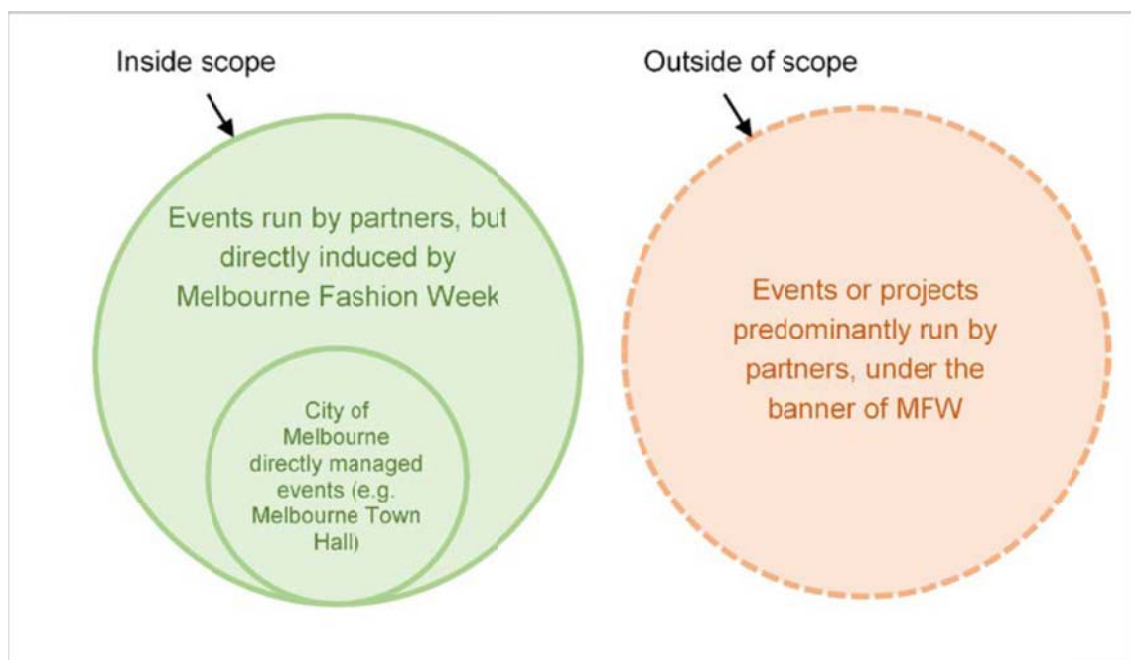 Inside scope
Outside of scope
Events run by partners, but
directly induced by
Melbourne Fashion Week
City of
Melbourne
directly managed
events (e.g.
Melbourne Town
Hall)
Events or projects
predominantly run by
partners, under the
banner of MFW